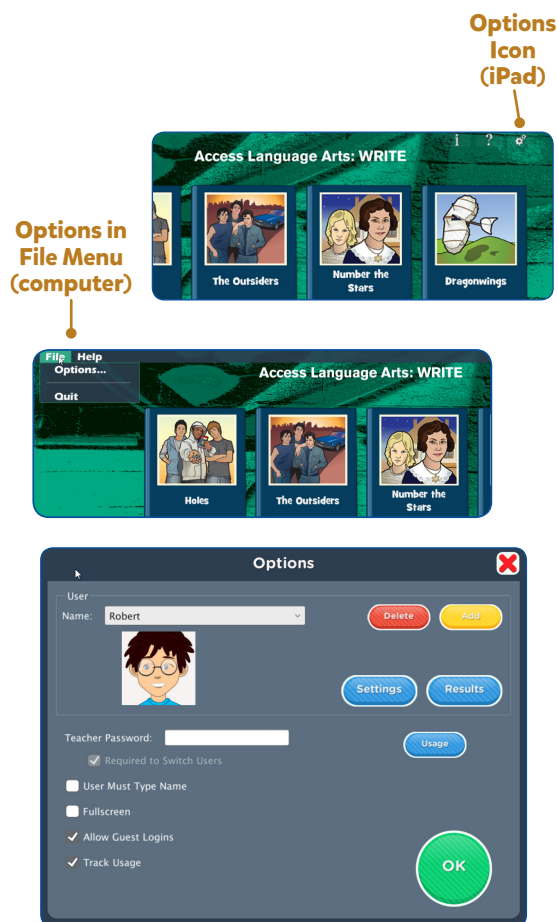 Options
Icon
(iPad)
i ?
Access Language Arts: WRITE
The Outsiders
Number the
Stars
Dragonwings
Options in
File Menu
(computer)
File Help
Options...
Quit
Access Language Arts: WRITE
Holes
The Outsiders
Number the
Stars
Options
User
Name: Robert Delete Add
Settings Results
Teacher Password: Usage
Required to Switch Users
User Must Type Name
Fullscreen
Allow Guest Logins
Track Usage
OK